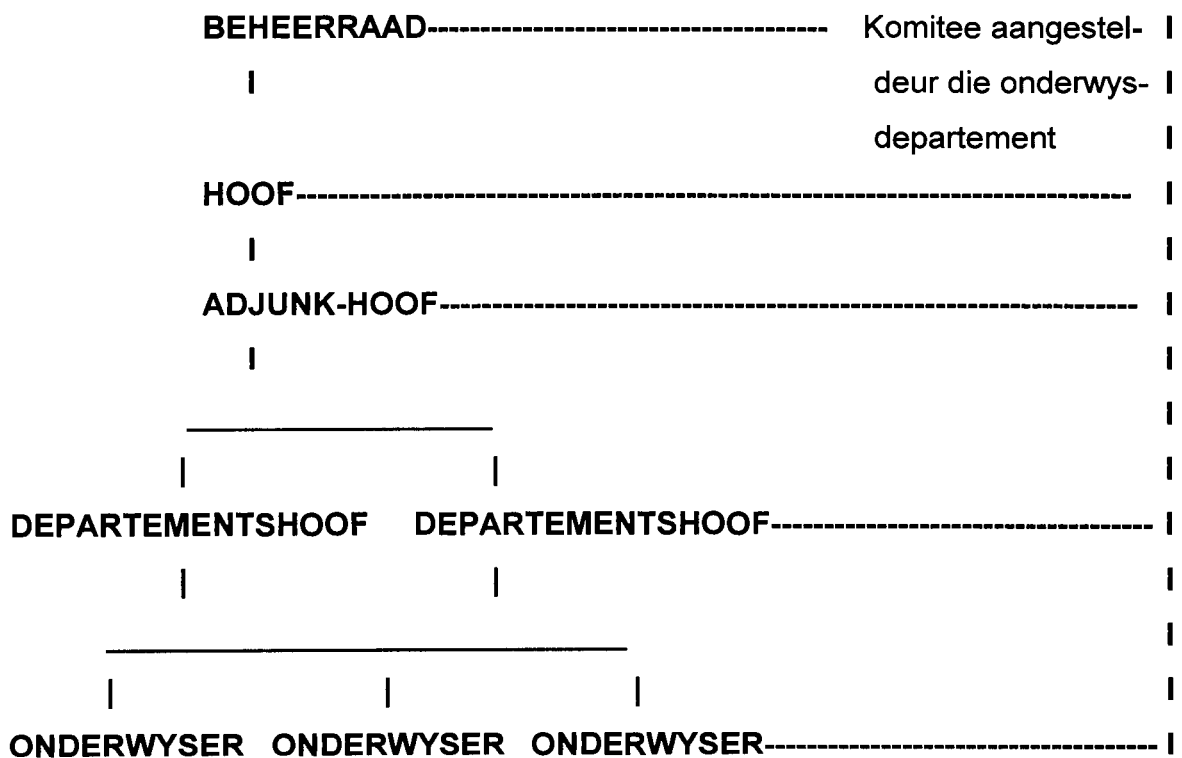 BEHEERRAAD----------------------------------- Komitee aangestel-
deur die onderwys-
departement
HOOF
ADJUNK-HOOF
DEPARTEMENTSHOOF DEPARTEMENTSHOOF
ONDERWYSER ONDERWYSER ONDERWYSER